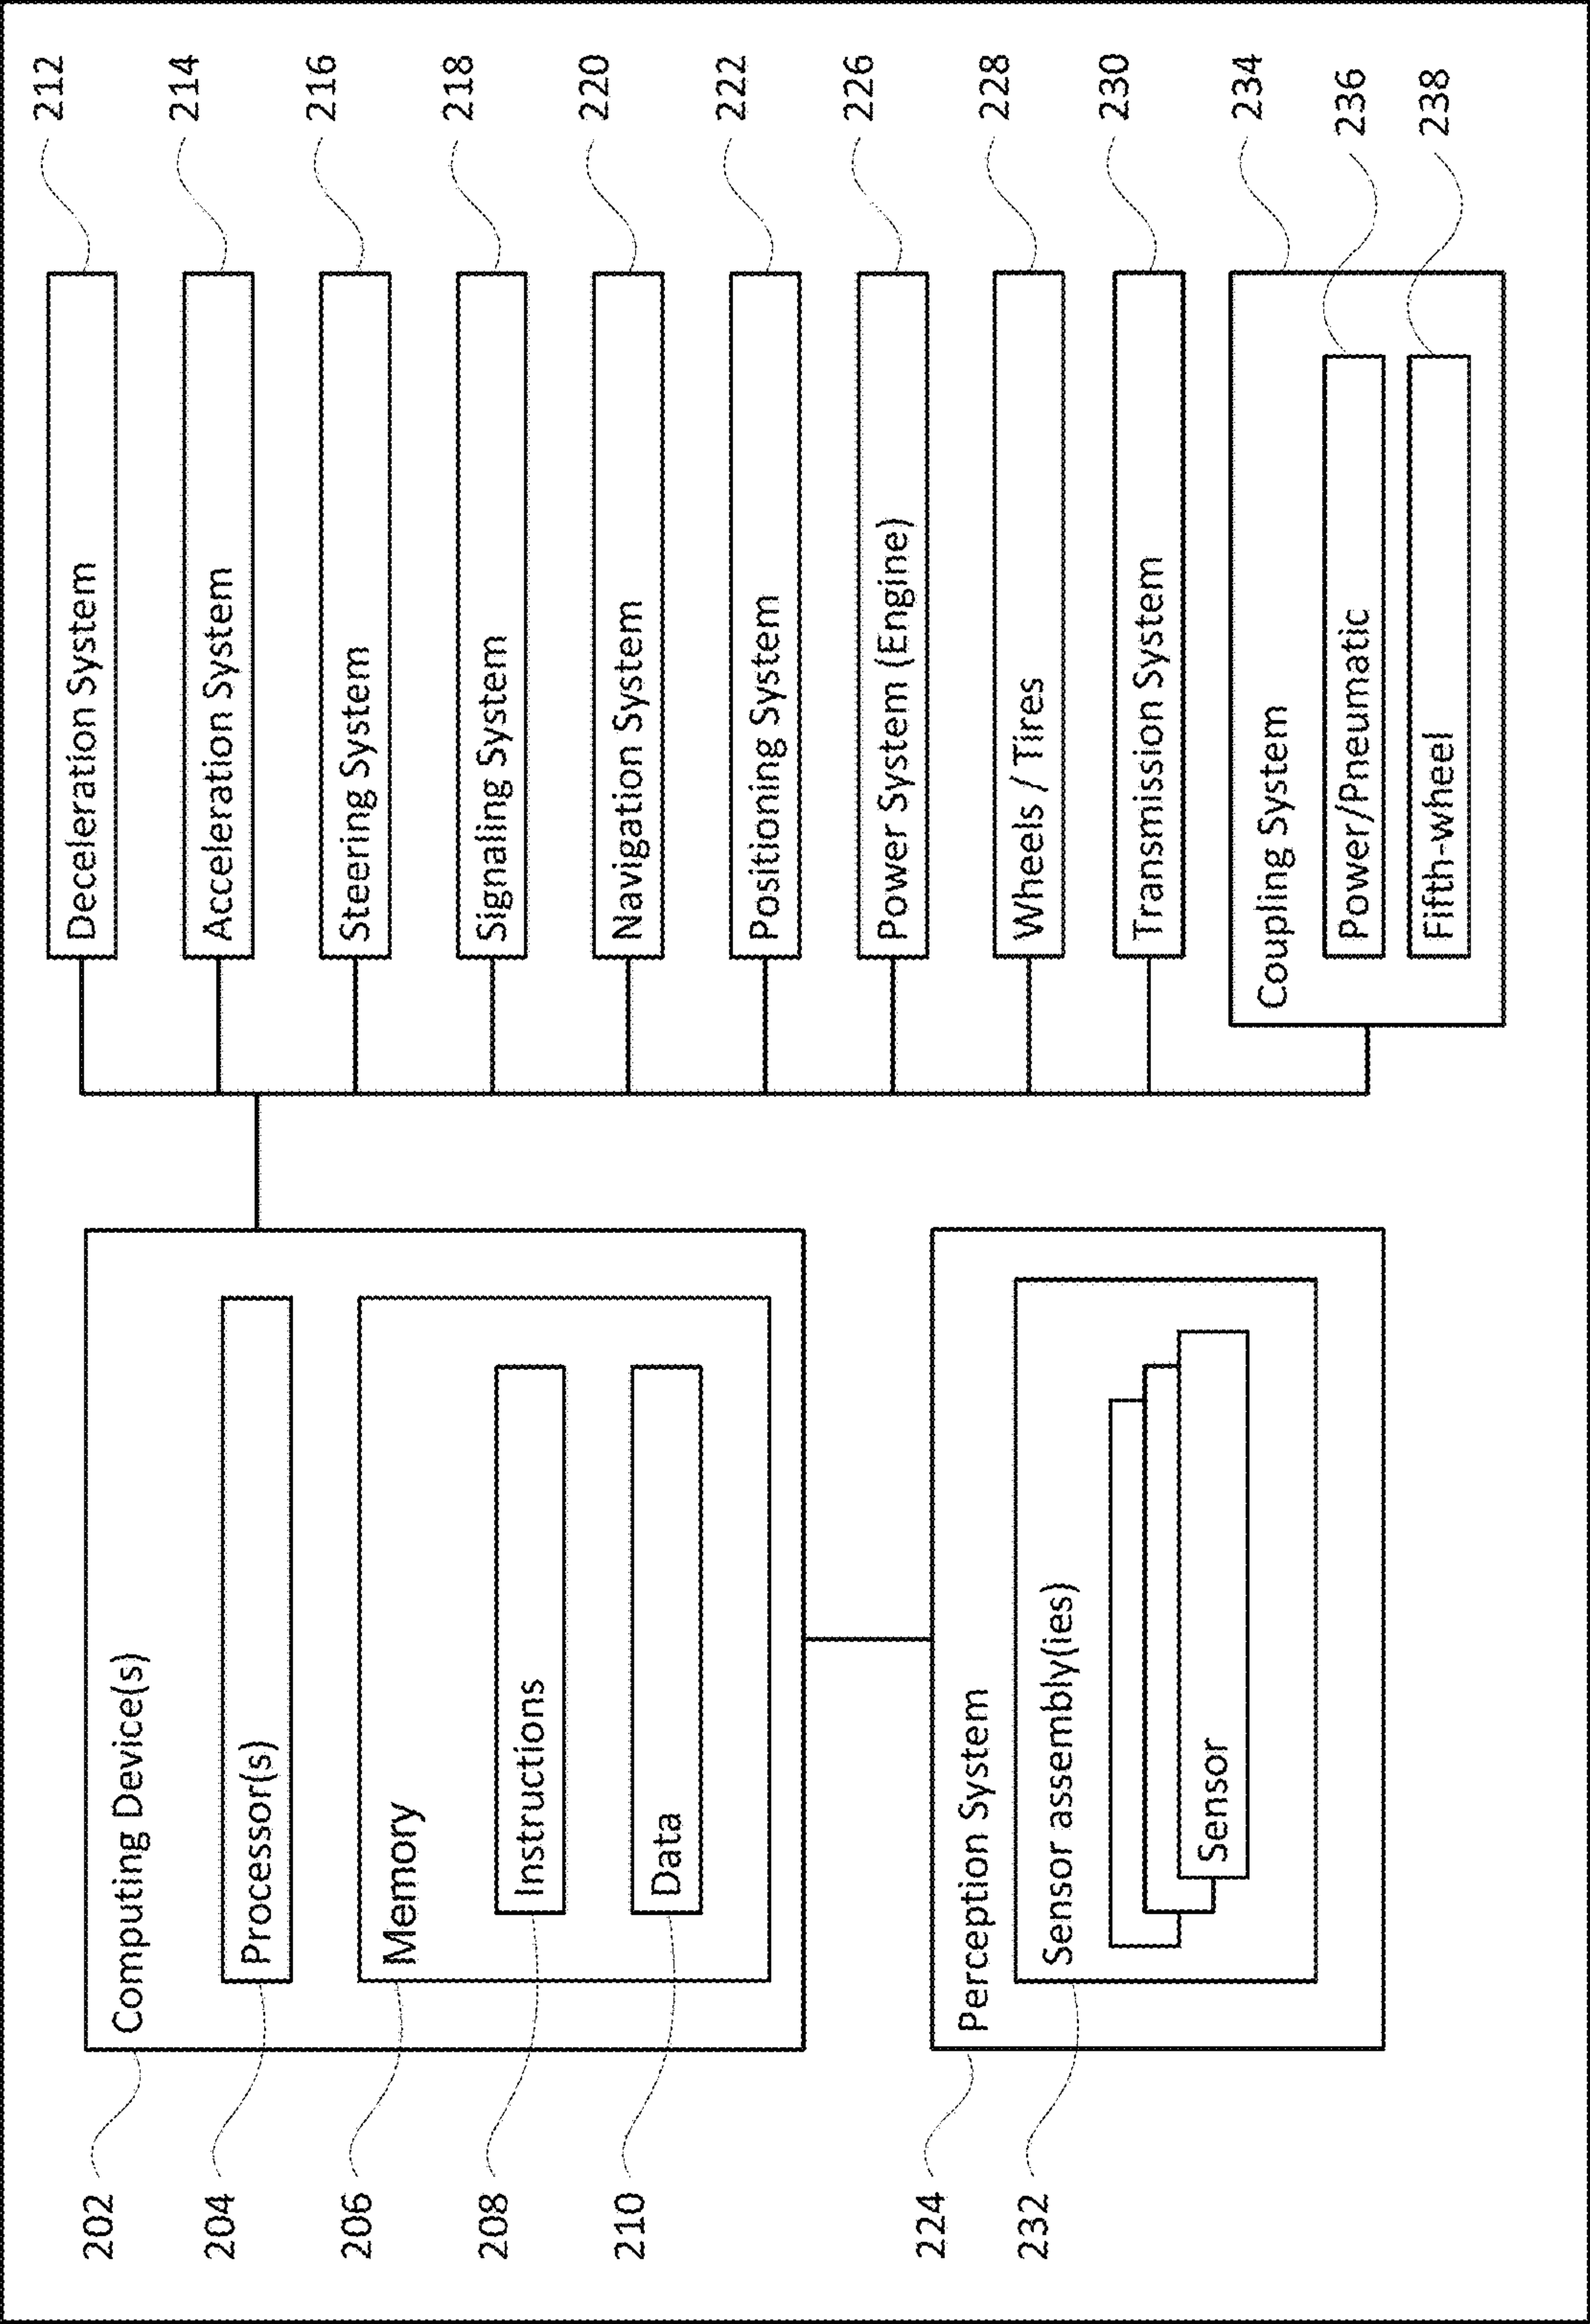 202
Computing Device(s)
204
Processor(s)
206
Memory
208
Instructions
210
Data
224
Perception System
232
Sensor assembly(ies)
Sensor
Deceleration System
212
Acceleration System
214
Steering System
216
Signaling System
218
Navigation System
220
Positioning System
222
Power System (Engine)
226
Wheels / Tires
228
Transmission System
230
Coupling System
234
Power/Pneumatic
236
Fifth-wheel
238